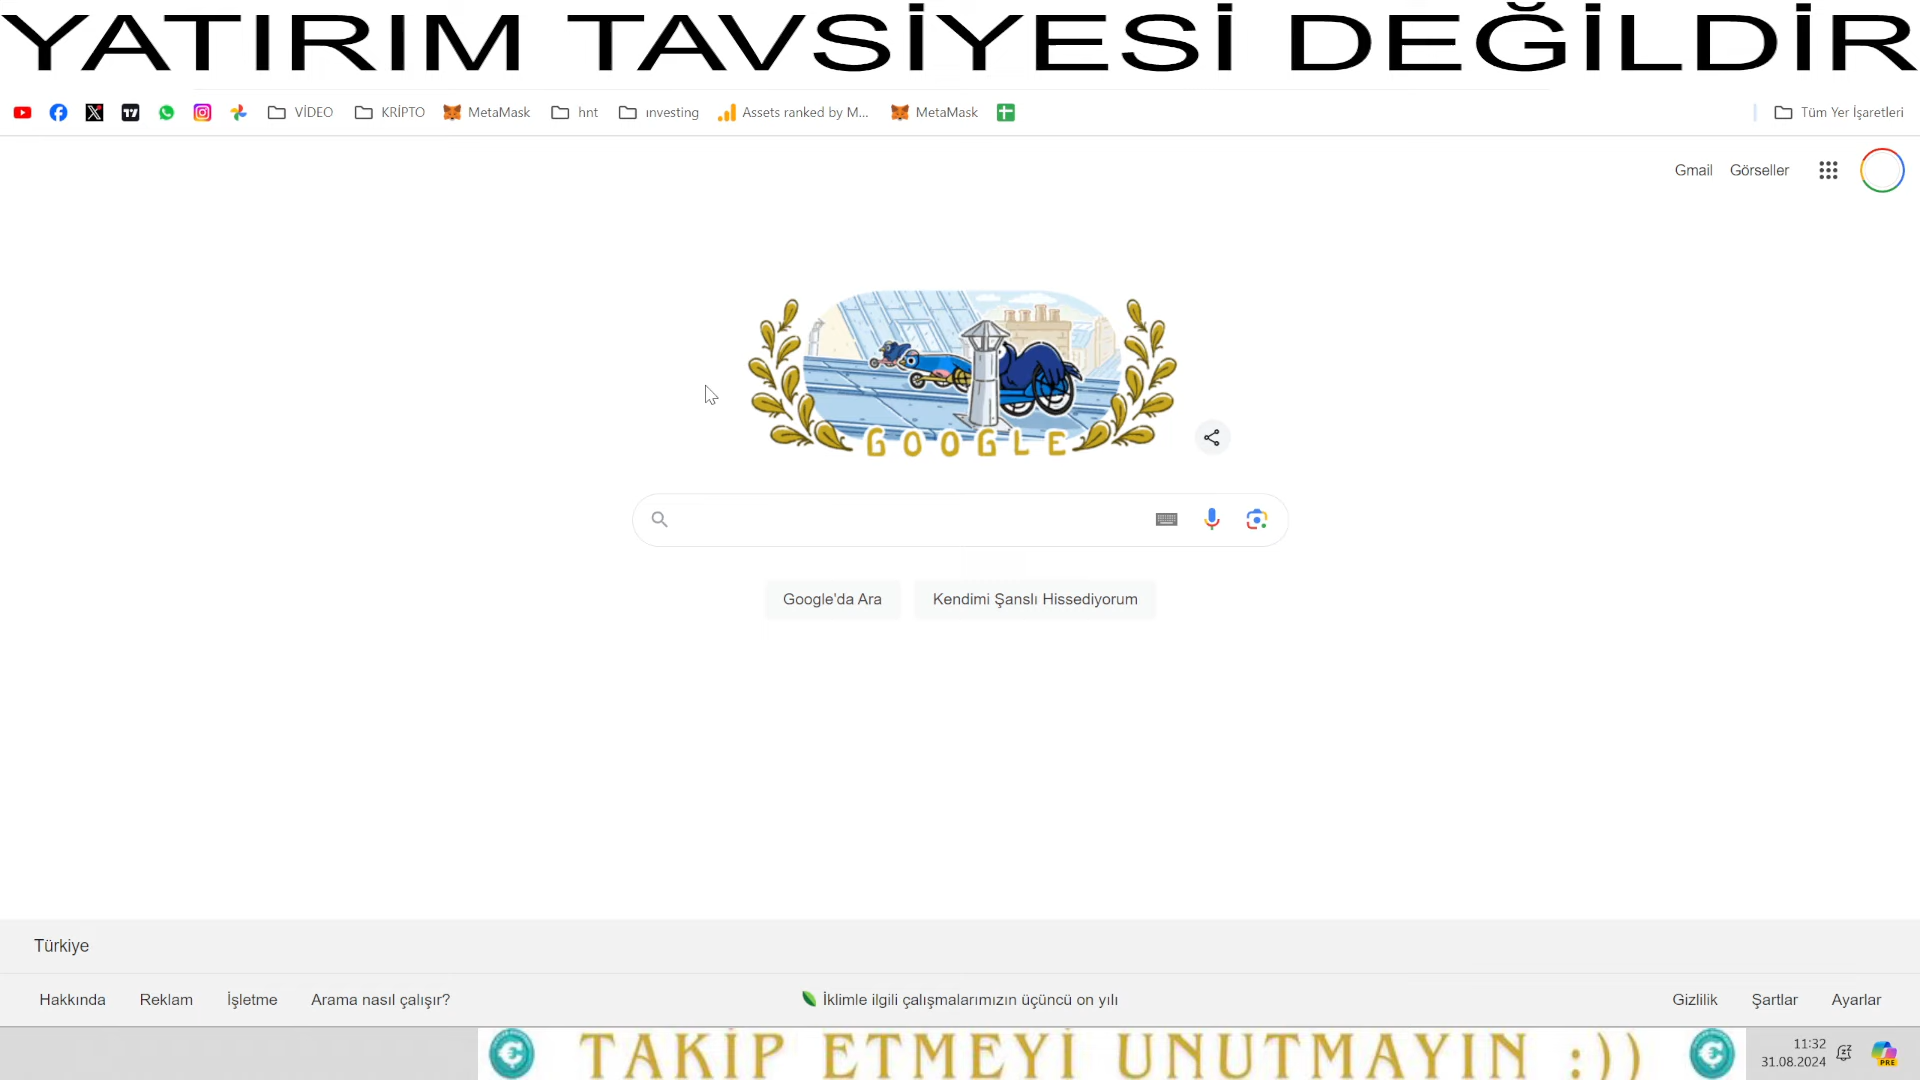 YATIRIM TAVSİYESİ DEĞİLDİR
VİDEO KRİPTO MetaMask hnt ınvesting Assets ranked by M... MetaMask Tüm Yer İşaretleri
Gmail Görseller
GOOGLE
Google'da Ara Kendimi Şanslı Hissediyorum
Türkiye
Hakkında Reklam İşletme Arama nasıl çalışır? İklimle ilgili çalışmalarımızın üçüncü on yılı Gizlilik Şartlar Ayarlar
TAKİP ETMEYİ UNUTMAYIN :))
11:32
31.08.2024
PRE